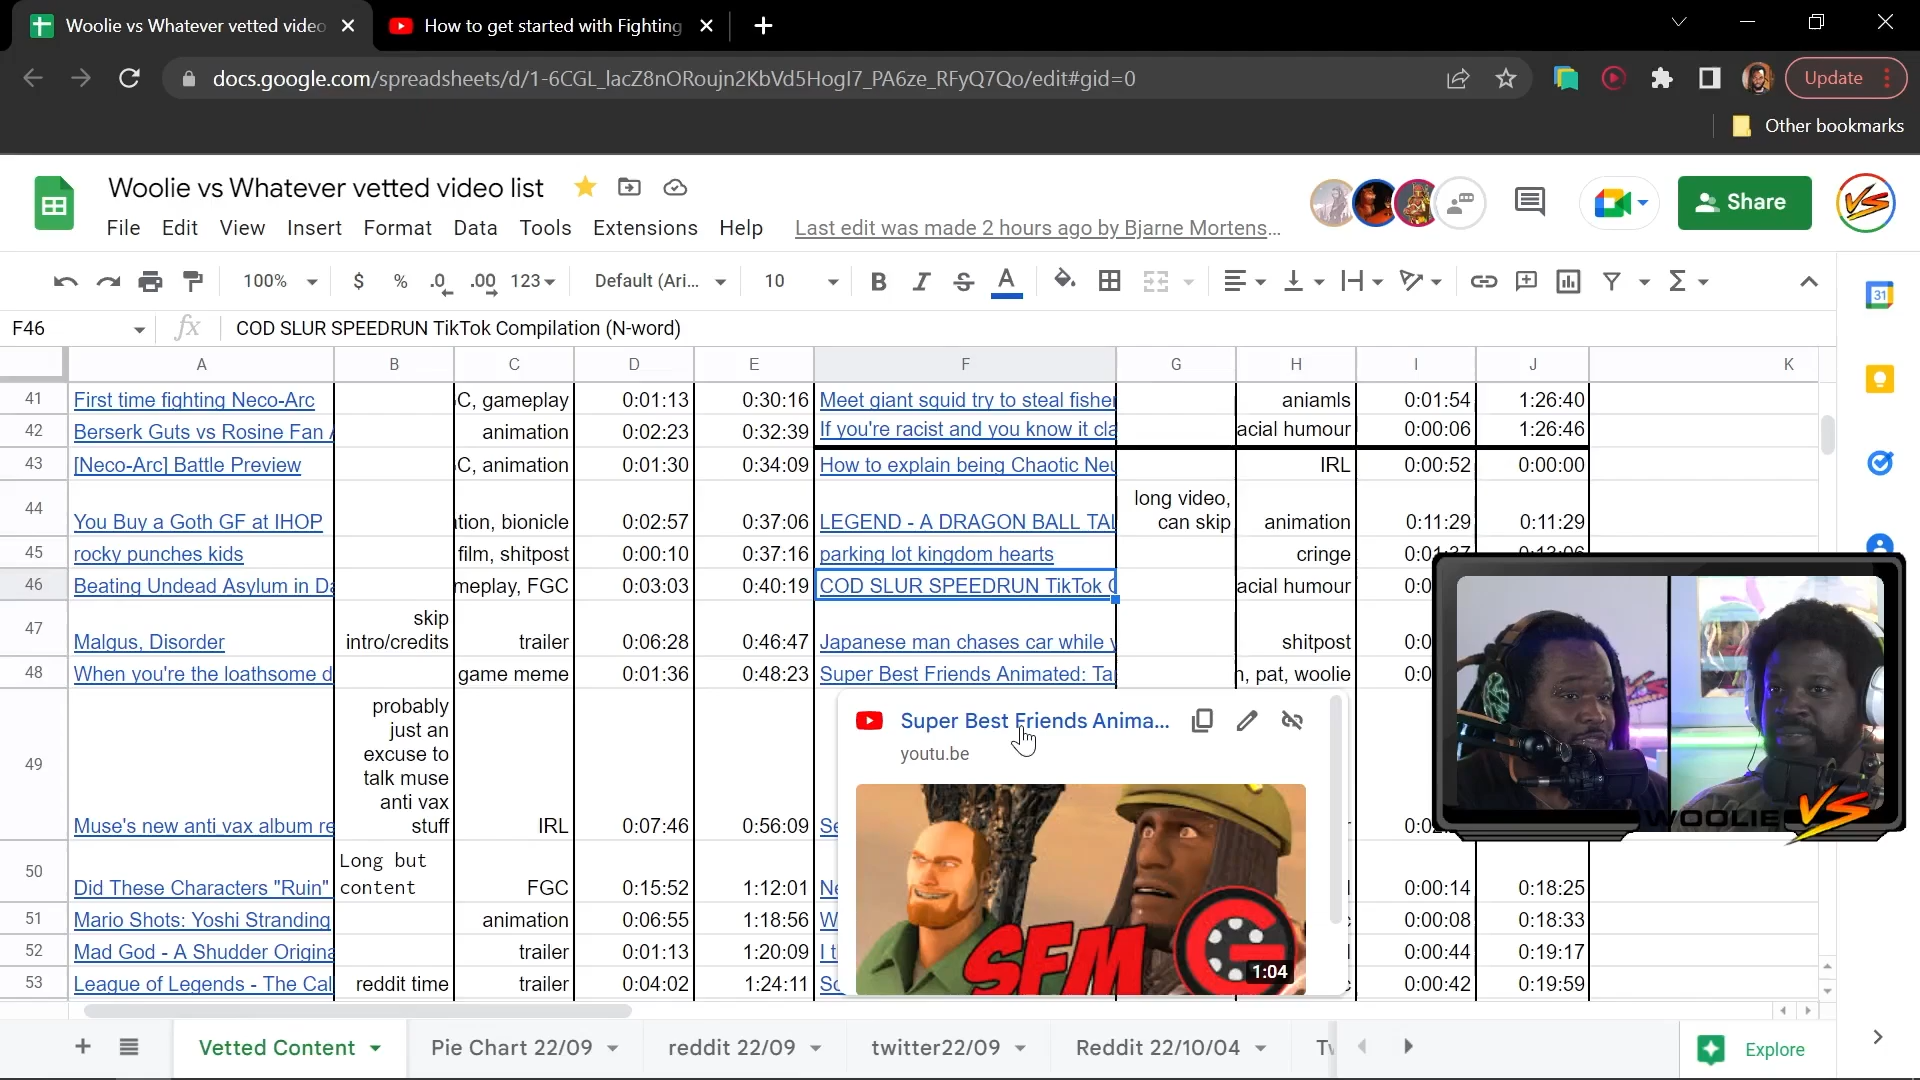 Woolie vs Whatever vetted video
How to get started with Fighting
docs.google.com/spreadsheets/d/1-6CGL_lacZ8nORoujn2KbVd5HogI7_PA6ze_RFyQ7Qo/edit#gid=0
Update
Other bookmarks
Woolie vs Whatever vetted video list
Share
File Edit View Insert Format Data Tools Extensions Help Last edit was made 2 hours ago by Bjarne Mortens...
100% $ % .0 .00 123 Default (Ari... 10 B I S A
31
F46 fx COD SLUR SPEEDRUN TikTok Compilation (N-word)
A B C D E F G H I J K
41 First time fighting Neco-Arc C, gameplay 0:01:13 0:30:16 Meet giant squid try to steal fisher aniamls 0:01:54 1:26:40
42 Berserk Guts vs Rosine Fan animation 0:02:23 0:32:39 If you're racist and you know it cla acial humour 0:00:06 1:26:46
43 [Neco-Arc] Battle Preview C, animation 0:01:30 0:34:09 How to explain being Chaotic Neu IRL 0:00:52 0:00:00
long video,
44 You Buy a Goth GF at IHOP tion, bionicle 0:02:57 0:37:06 LEGEND - A DRAGON BALL TAL can skip animation 0:11:29 0:11:29
45 rocky punches kids film, shitpost 0:00:10 0:37:16 parking lot kingdom hearts cringe
46 Beating Undead Asylum in Da meplay, FGC 0:03:03 0:40:19 COD SLUR SPEEDRUN TikTok C acial humour 0:0
skip
47 Malgus, Disorder intro/credits trailer 0:06:28 0:46:47 Japanese man chases car while shitpost 0:0
48 When you're the loathsome d game meme 0:01:36 0:48:23 Super Best Friends Animated: Ta n, pat, woolie 0:0
probably
just an
excuse to
talk muse
anti vax
49 Muse's new anti vax album re stuff IRL 0:07:46 0:56:09 Se
Super Best Friends Anima...
youtu.be
SFM
1:04
WOOLIE VS
Long but
50 Did These Characters "Ruin" content FGC 0:15:52 1:12:01 Ne 0:00:14 0:18:25
51 Mario Shots: Yoshi Stranding animation 0:06:55 1:18:56 W 0:00:08 0:18:33
52 Mad God - A Shudder Origina trailer 0:01:13 1:20:09 I t 0:00:44 0:19:17
53 League of Legends - The Cal reddit time trailer 0:04:02 1:24:11 So 0:00:42 0:19:59
Vetted Content Pie Chart 22/09 reddit 22/09 twitter22/09 Reddit 22/10/04 Tv Explore